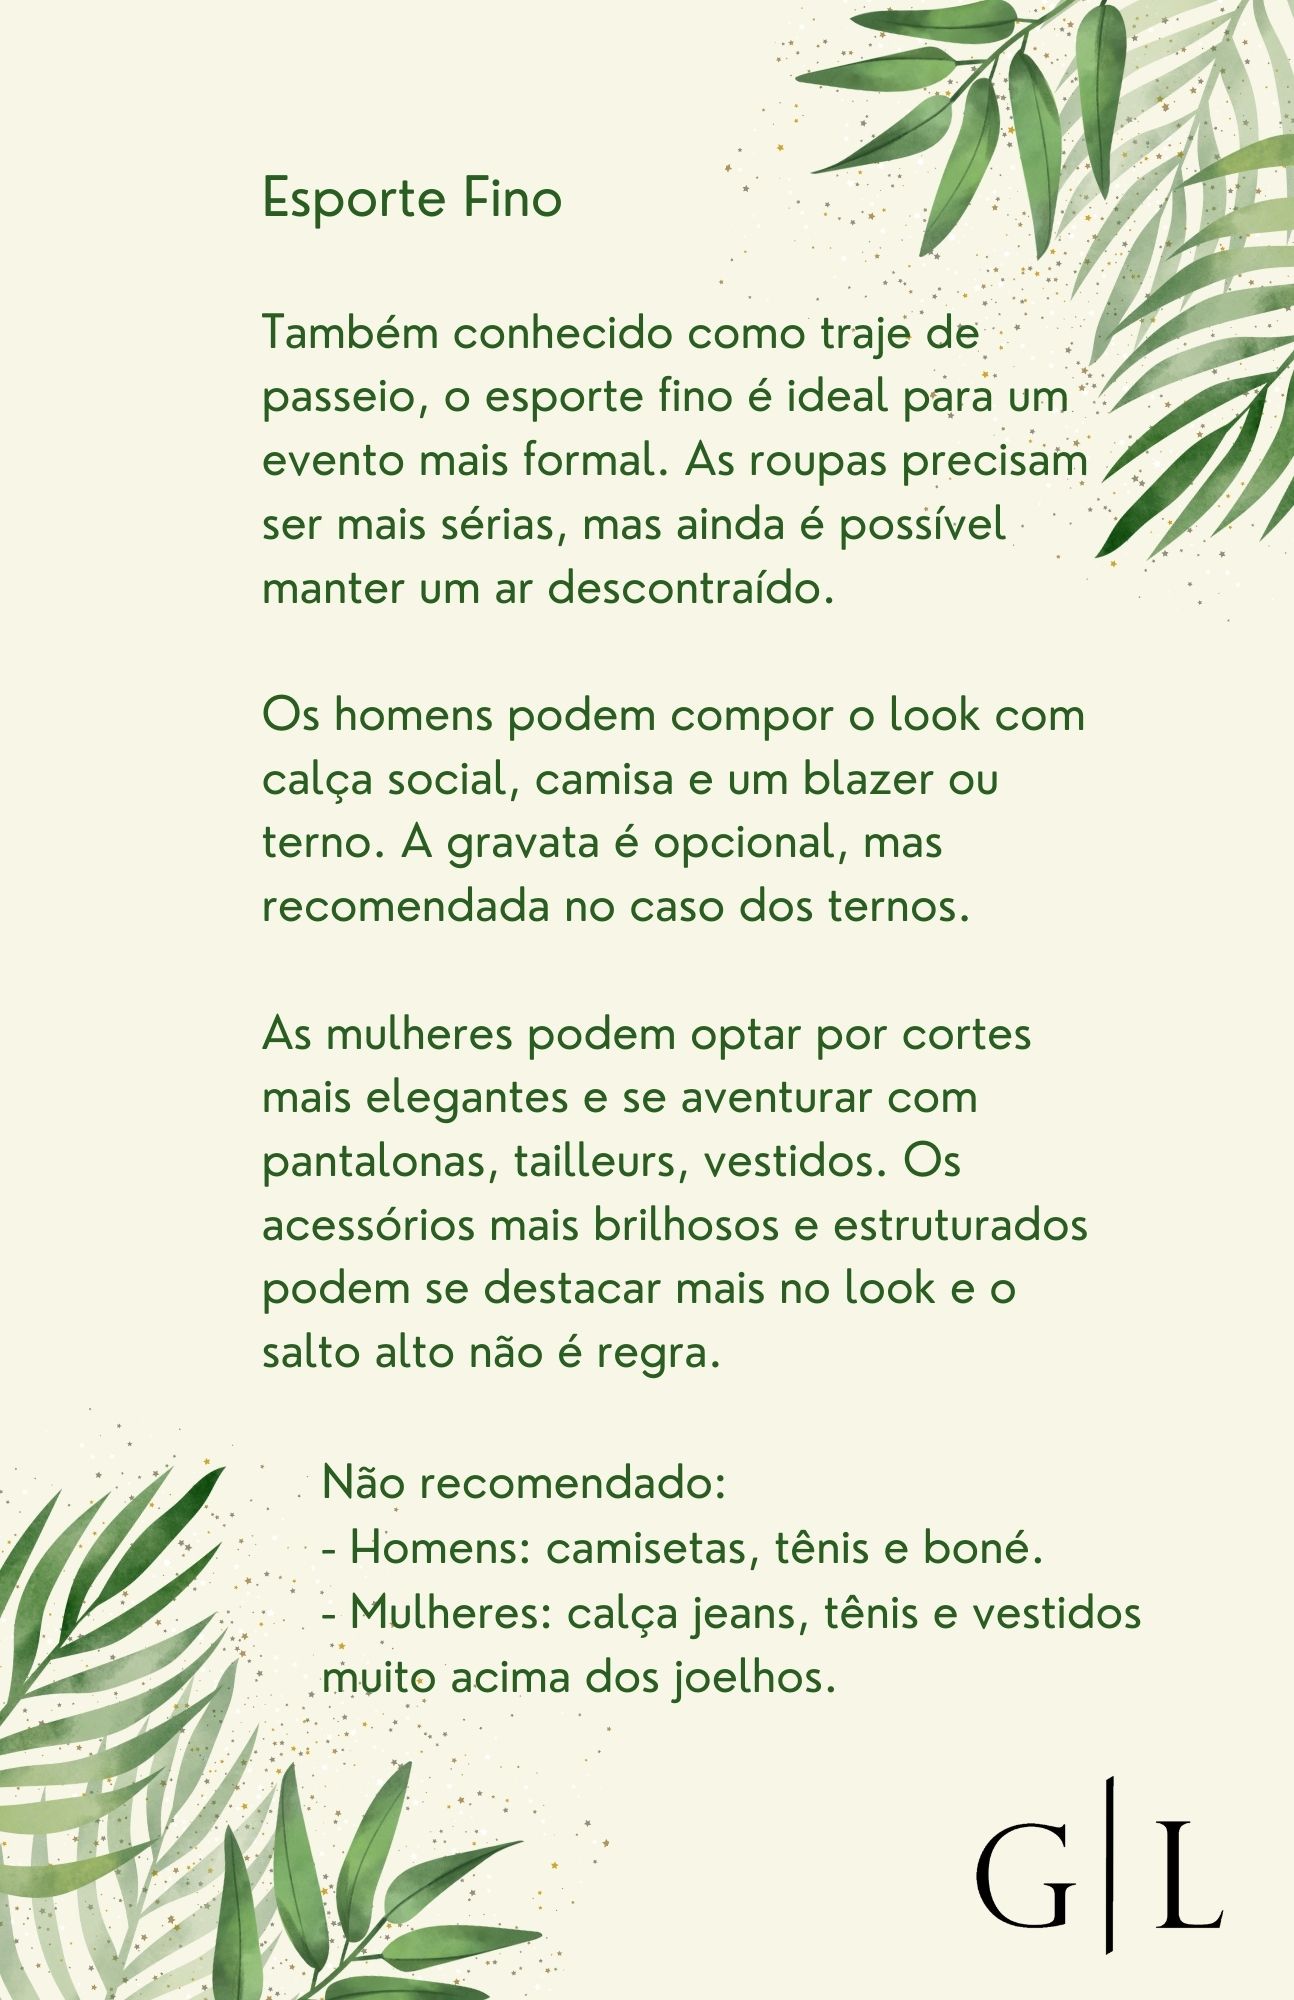 Esporte Fino
Também conhecido como traje de
passeio, o esporte fino é ideal para um
evento mais formal. As roupas precisam
ser mais sérias, mas ainda é possível
manter um ar descontraído.
Os homens podem compor o look com
calça social, camisa e um blazer ou
terno. A gravata é opcional, mas
recomendada no caso dos ternos.
As mulheres podem optar por cortes
mais elegantes e se aventurar com
pantalonas, tailleurs, vestidos. Os
acessórios mais brilhosos e estruturados
podem se destacar mais no look e o
salto alto não é regra.
Não recomendado:
- Homens: camisetas, tênis e boné.
- Mulheres: calça jeans, tênis e vestidos
muito acima dos joelhos.
G|L